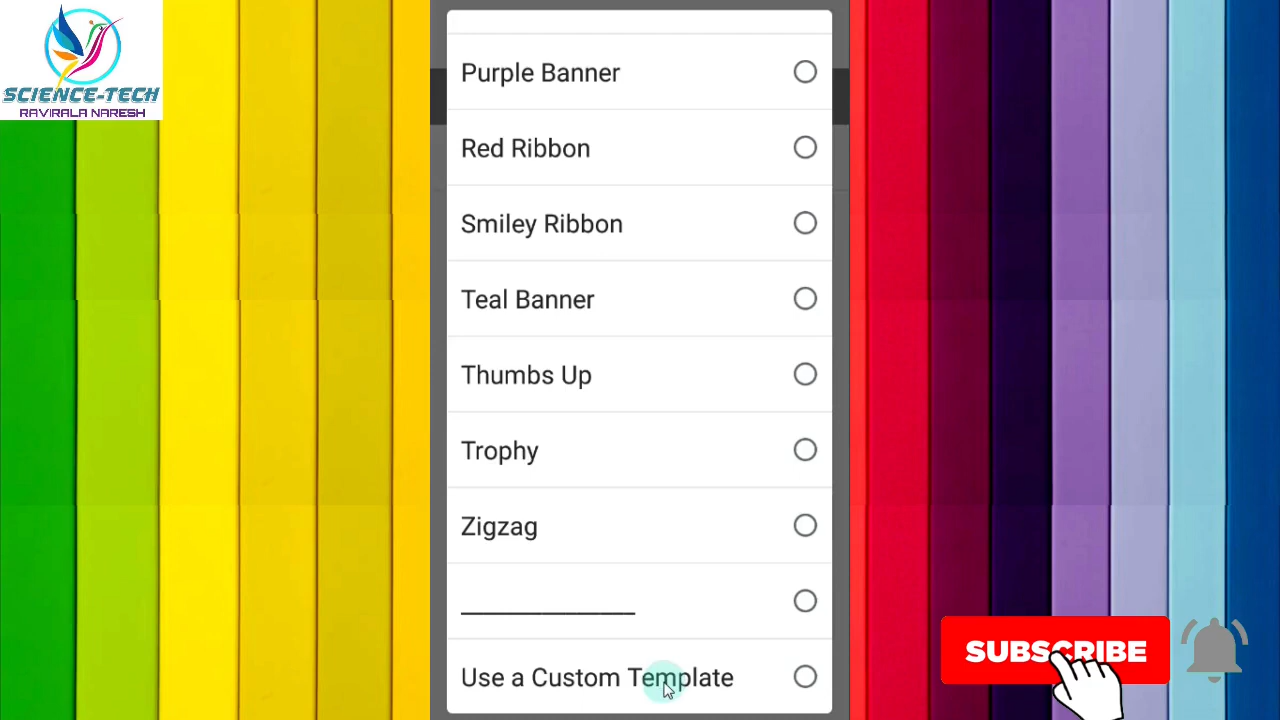 SCIENCE-TECH
RAVIRALA NARESH
Purple Banner
Red Ribbon
Smiley Ribbon
Teal Banner
Thumbs Up
Trophy
Zigzag
_______________
Use a Custom Template
SUBSCRIBE